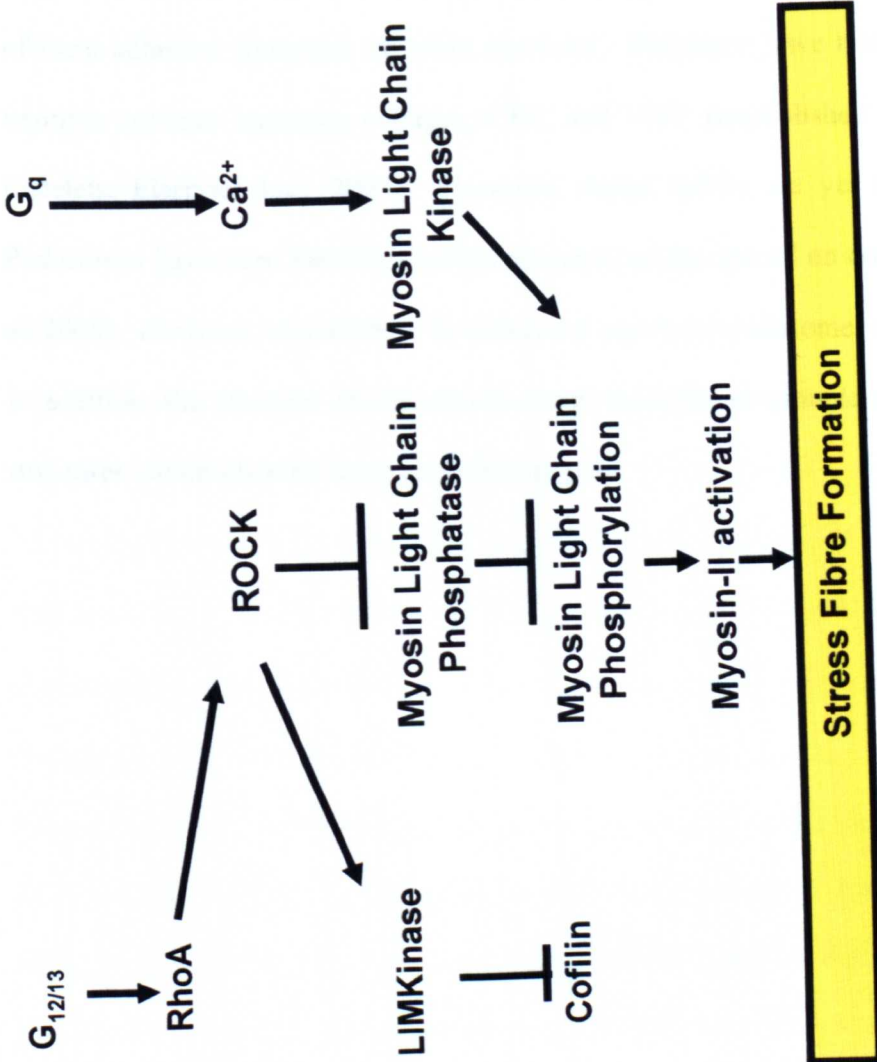 G12/13
RhoA
ROCK
LIMKinase
Cofilin
Myosin Light Chain
Phosphatase
Myosin Light Chain
Phosphorylation
Myosin-II activation
Gq
Ca2+
Myosin Light Chain
Kinase
Stress Fibre Formation